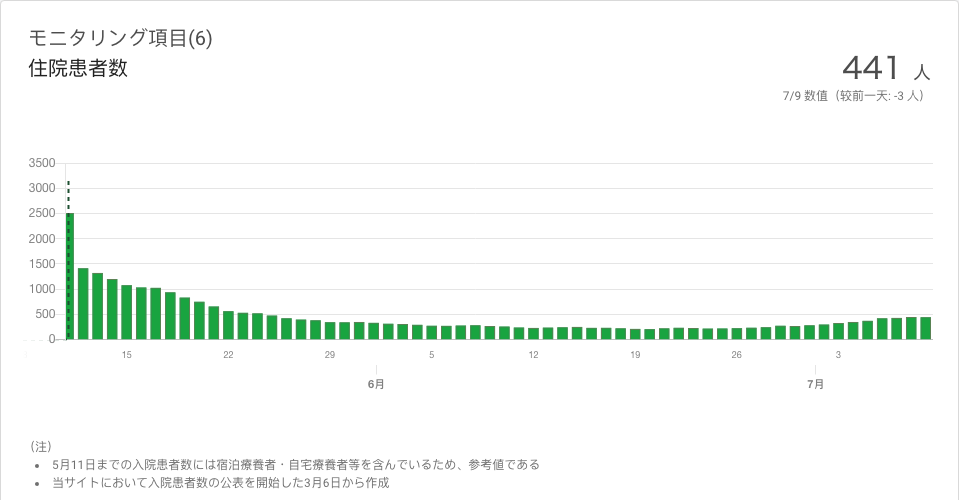 モニタリング項目(6)
住院患者数
441 人
7/9 数值（较前一天: -3 人）
3500
3000
2500
2000
1500
1000
500
0
15 22 29 5 12 19 26 3
6月 7月
（注）
• 5月11日までの入院患者数には宿泊療養者・自宅療養者等を含んでいるため、参考値である
• 当サイトにおいて入院患者数の公表を開始した3月6日から作成